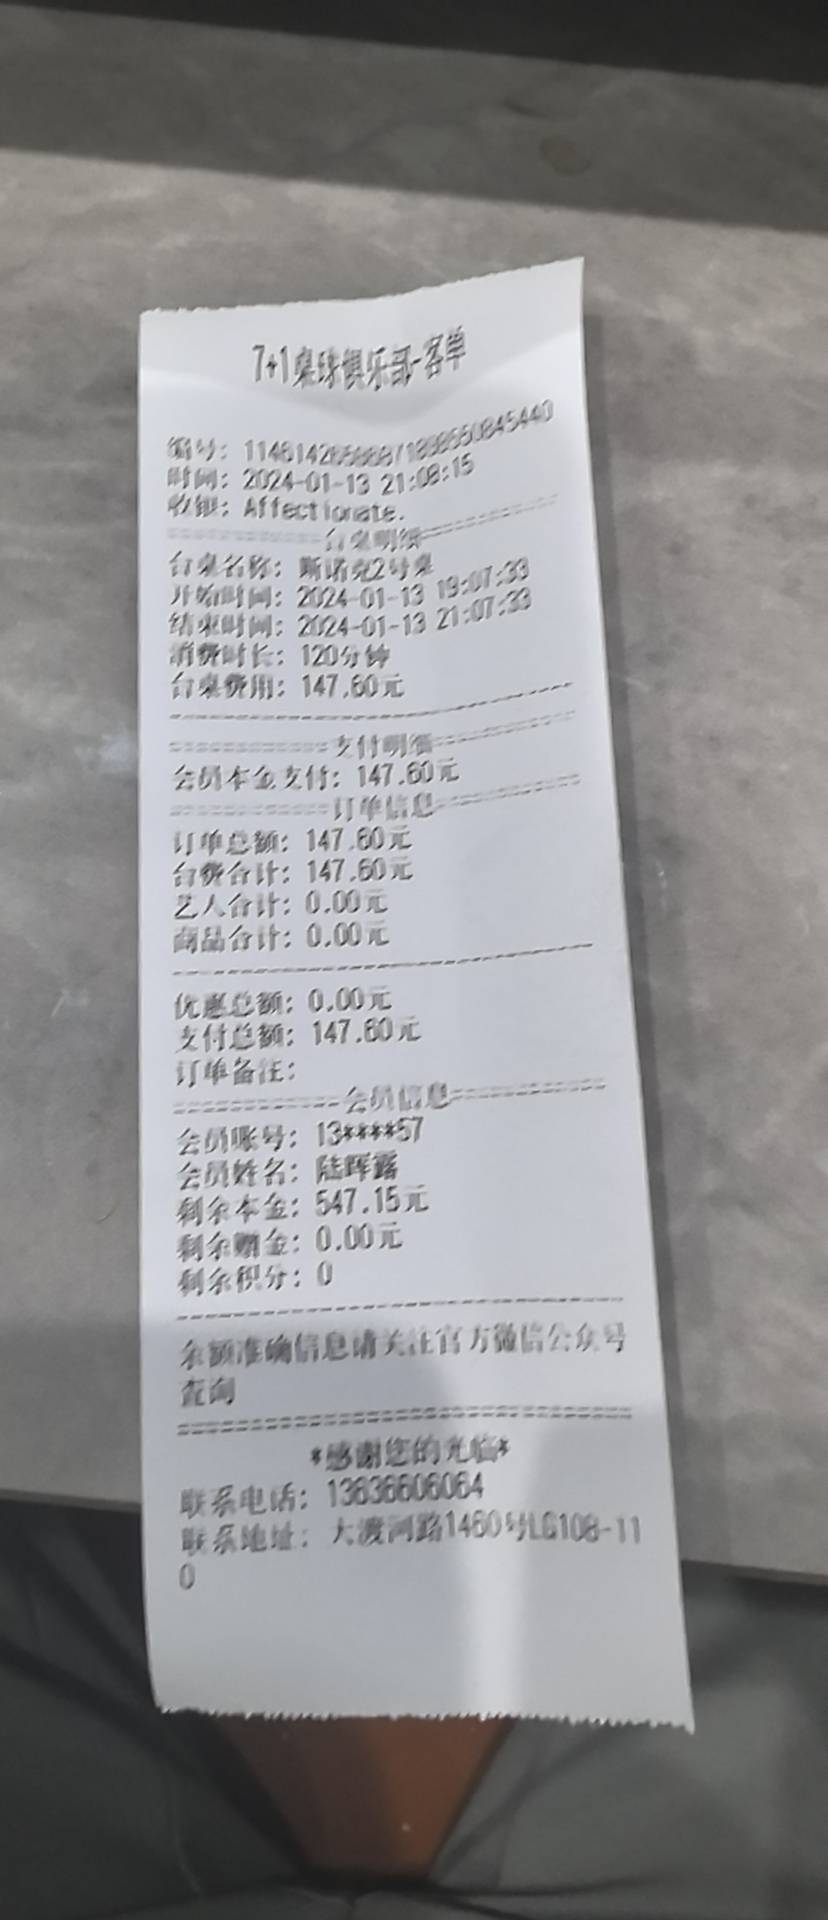 7+1桌球俱乐部-客单
编号:
时间: 2024-01-13 21:08:15
收银: Affectionate.
台桌明细
台桌名称: 斯诺克2号桌
开始时间: 2024-01-13 19:07:33
结束时间: 2024-01-13 21:07:33
消费时长: 120分钟
台桌费用: 147.60元
支付明细
会员本金支付: 147.60元
订单信息
订单总额: 147.60元
台费合计: 147.60元
艺人合计: 0.00元
商品合计: 0.00元
优惠总额: 0.00元
支付总额: 147.60元
订单备注:
会员信息
会员账号: 13****57
会员姓名: 陆晖露
剩余本金: 547.15元
剩余赠金: 0.00元
剩余积分: 0
余额准确信息请关注官方微信公众号
查询
*感谢您的光临*
联系电话: 13636606064
联系地址: 大渡河路1460号LG108-11
0